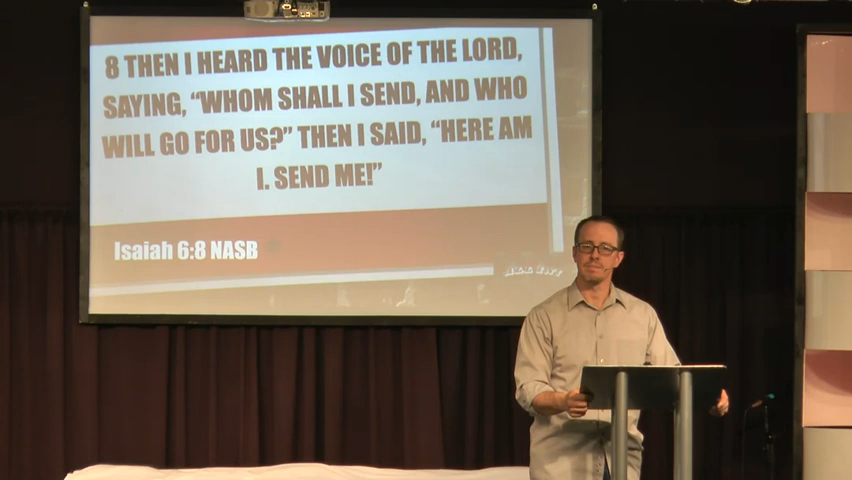 8 THEN I HEARD THE VOICE OF THE LORD,
SAYING, “WHOM SHALL I SEND, AND WHO
WILL GO FOR US?” THEN I SAID, “HERE AM
I. SEND ME!”
Isaiah 6:8 NASB